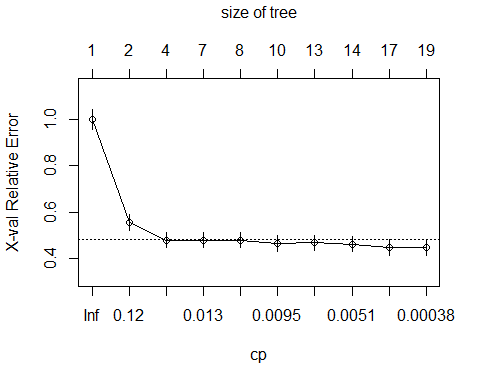 size of tree
1 2 4 7 8 10 13 14 17 19
X-val Relative Error
1.0
0.8
0.6
0.4
Inf 0.12 0.013 0.0095 0.0051 0.00038
cp